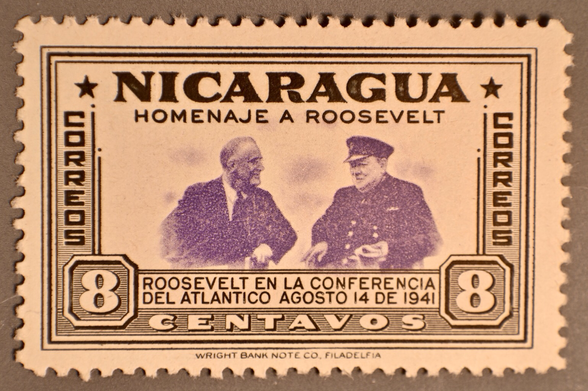 ★ NICARAGUA ★
HOMENAJE A ROOSEVELT
CORREOS
CORREOS
8
ROOSEVELT EN LA CONFERENCIA
DEL ATLANTICO AGOSTO 14 DE 1941
8
CENTAVOS
WRIGHT BANK NOTE CO., FILADELFIA